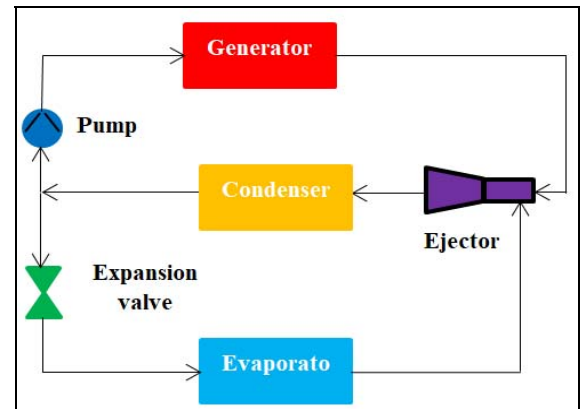 Generator
Pump
Condenser
Ejector
Expansion
valve
Evaporato